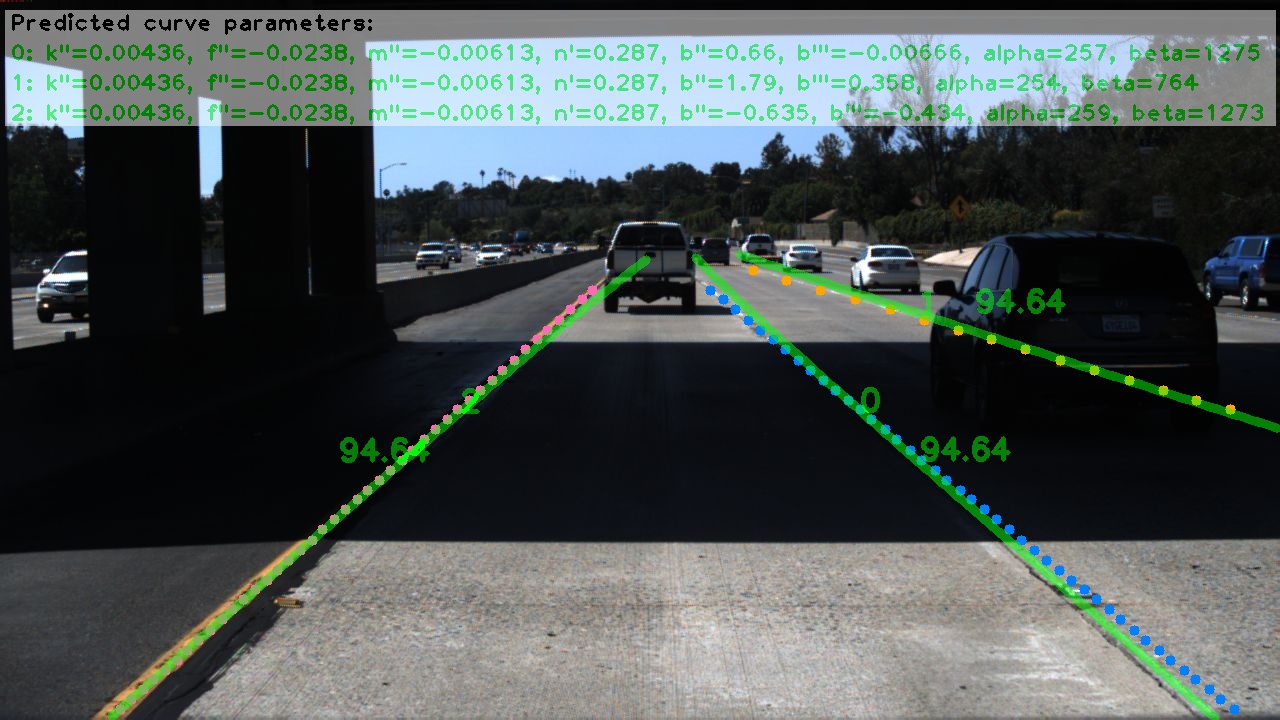 Predicted curve parameters:
0: k''=0.00436, f''=-0.0238, m''=-0.00613, n'=0.287, b''=0.66, b'''=-0.00666, alpha=257, beta=1275
1: k''=0.00436, f''=-0.0238, m''=-0.00613, n'=0.287, b''=1.79, b'''=0.358, alpha=254, beta=764
2: k''=0.00436, f''=-0.0238, m''=-0.00613, n'=0.287, b''=-0.635, b'''=-0.434, alpha=259, beta=1273
1 94.64
2 0
94.64 94.64